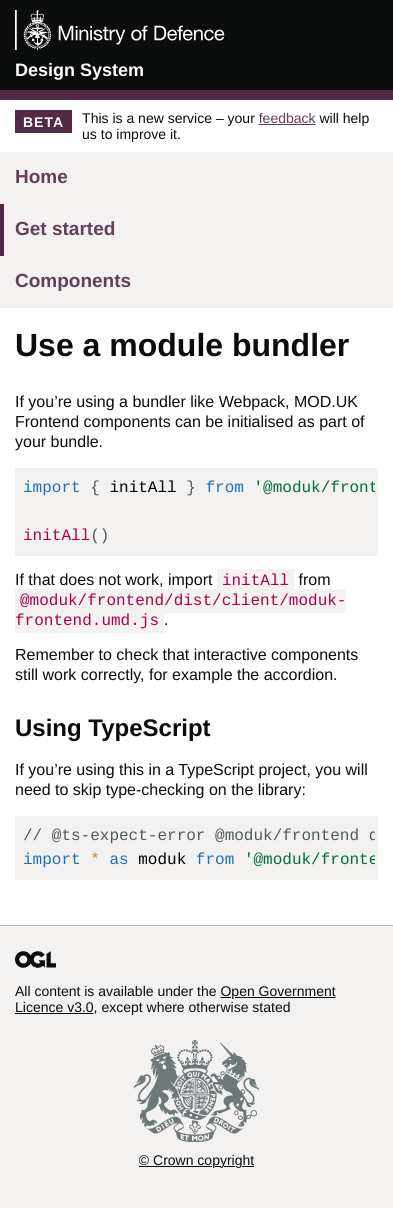 Ministry of Defence
Design System
BETA
This is a new service – your feedback will help
us to improve it.
Home
Get started
Components
Use a module bundler
If you’re using a bundler like Webpack, MOD.UK
Frontend components can be initialised as part of
your bundle.
import { initAll } from '@moduk/front
initAll()
If that does not work, import initAll from
@moduk/frontend/dist/client/moduk-
frontend.umd.js.
Remember to check that interactive components
still work correctly, for example the accordion.
Using TypeScript
If you’re using this in a TypeScript project, you will
need to skip type-checking on the library:
// @ts-expect-error @moduk/frontend
import * as moduk from '@moduk/fronte
OGL
All content is available under the Open Government
Licence v3.0, except where otherwise stated
DIEU ET MON DROIT
© Crown copyright